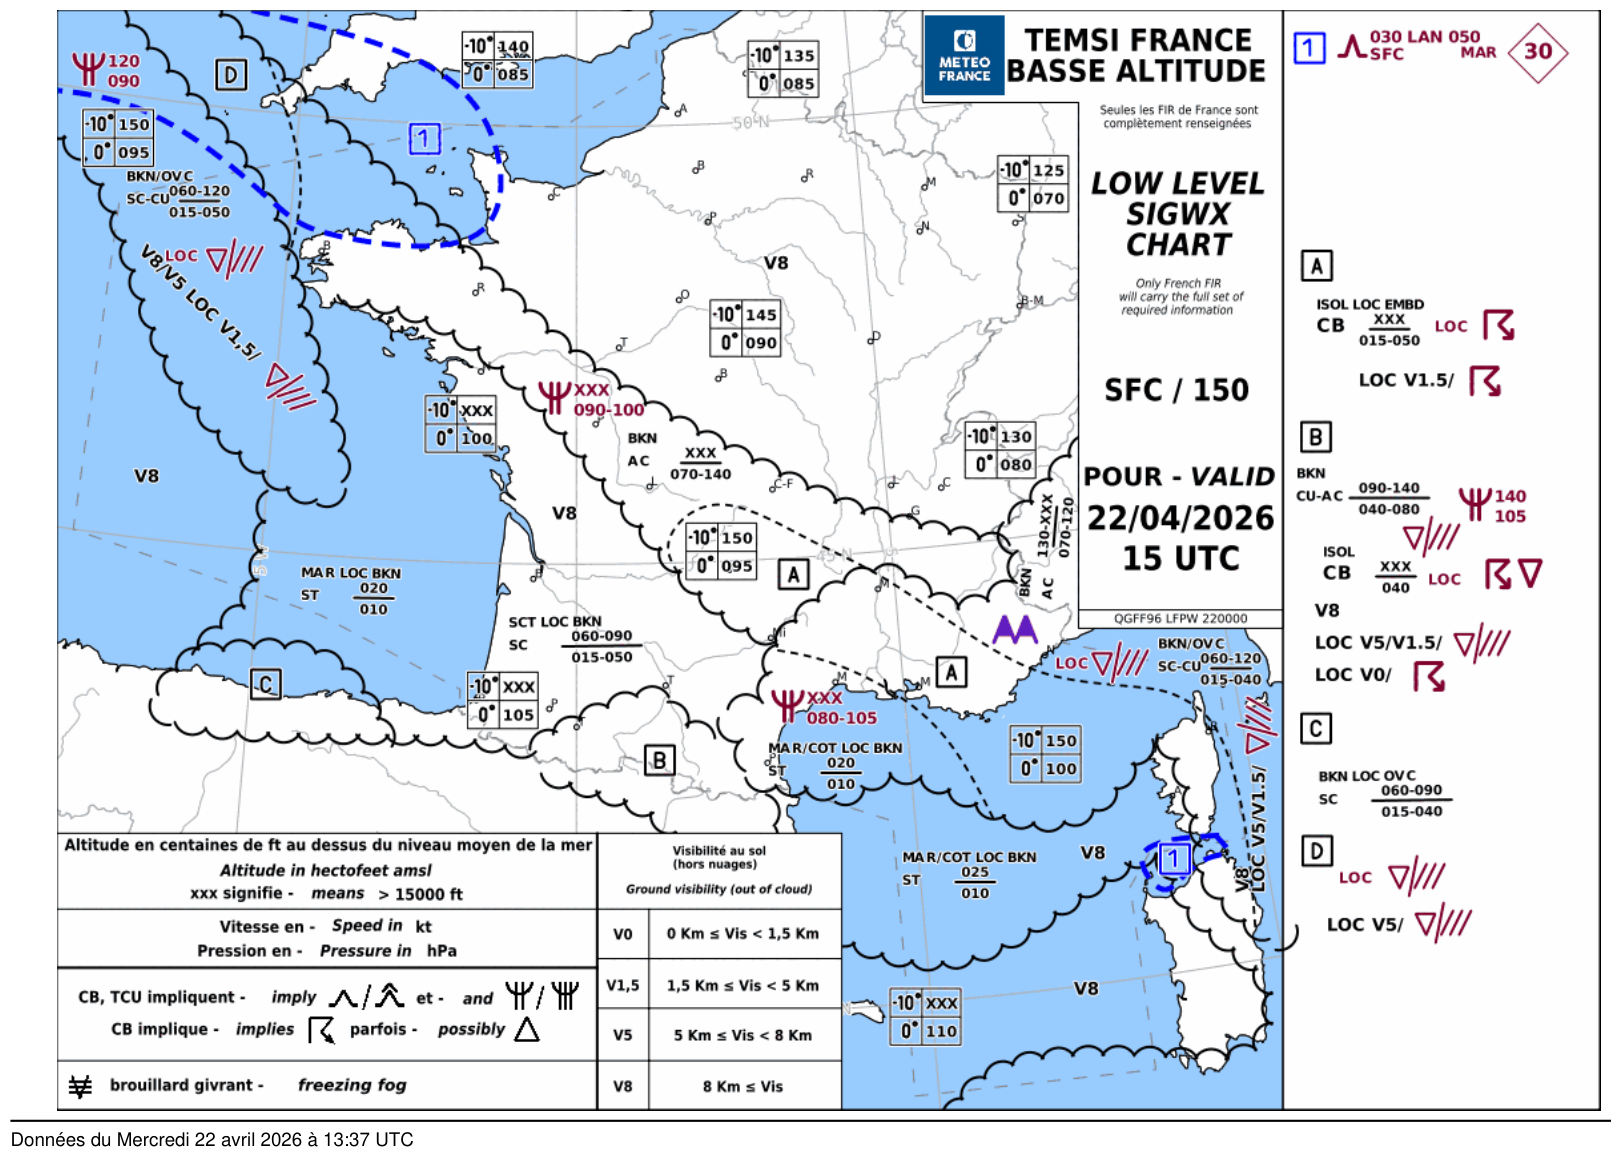 METEO
FRANCE
TEMSI FRANCE
BASSE ALTITUDE
Seules les FIR de France sont
complètement renseignées
LOW LEVEL
SIGWX
CHART
Only French FIR
will carry the full set of
required information
SFC / 150
POUR - VALID
22/04/2026
15 UTC
QGFF96 LFPW 220000
1
030 LAN 050
SFC MAR
30
A
ISOL LOC EMBD
CB XXX LOC
015-050
LOC V1.5/
B
BKN
CU-AC 090-140
040-080
140
105
ISOL
CB XXX LOC
040
V8
LOC V5/V1.5/
LOC V0/
C
BKN LOC OVC
SC 060-090
015-040
D
LOC
LOC V5/
120
090
D
-10° 140
0° 085
-10° 135
0° 085
-10° 150
0° 095
1
50°N
-10° 125
0° 070
BKN/OVC
SC-CU 060-120
015-050
LOC
V8/V5 LOC V1,5/
A
B
R
M
C
P
N
S
B
V8
R
O
B-M
-10° 145
0° 090
T
D
B
XXX
090-100
-10° XXX
0° 100
BKN
AC XXX
070-140
-10° 130
0° 080
V8
L
C-F
L
C
G
V8
130-XXX
070-120
BKN
AC
-10° 150
0° 095
45°N
A
B
M
MAR LOC BKN
ST 020
010
SCT LOC BKN
SC 060-090
015-050
Mi
LOC
BKN/OVC
SC-CU 060-120
015-040
C
-10° XXX
0° 105
P
T
M
M
A
XXX
080-105
B
MAR/COT LOC BKN
ST 020
010
-10° 150
0° 100
B
A
V8
LOC V5/V1.5/
MAR/COT LOC BKN
ST 025
010
V8
1
V8
-10° XXX
0° 110
Altitude en centaines de ft au dessus du niveau moyen de la mer
Altitude in hectofeet amsl
xxx signifie - means > 15000 ft
Vitesse en - Speed in kt
Pression en - Pressure in hPa
CB, TCU impliquent - imply / et - and /
CB implique - implies parfois - possibly
brouillard givrant - freezing fog
Visibilité au sol
(hors nuages)
Ground visibility (out of cloud)
V0 0 Km ≤ Vis < 1,5 Km
V1,5 1,5 Km ≤ Vis < 5 Km
V5 5 Km ≤ Vis < 8 Km
V8 8 Km ≤ Vis
Données du Mercredi 22 avril 2026 à 13:37 UTC